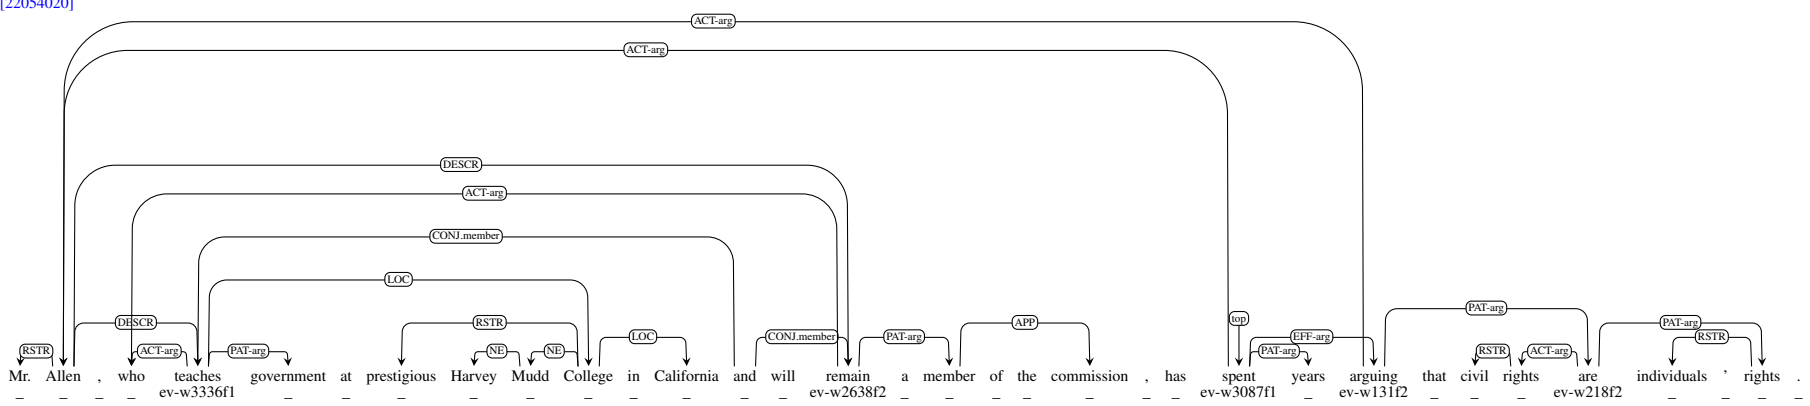 [22054020]
ACT-arg
ACT-arg
DESCR
ACT-arg
CONJ.member
LOC
PAT-arg
top
DESCR RSTR APP PAT-arg
LOC CONJ.member PAT-arg EFF-arg RSTR
RSTR ACT-arg PAT-arg NE NE PAT-arg RSTR ACT-arg
Mr. Allen , who teaches government at prestigious Harvey Mudd College in California and will remain a member of the commission , has spent years arguing that civil rights are individuals ' rights .
_ _ _ _ ev-w3336f1 _ _ _ _ _ _ _ _ _ _ ev-w2638f2 _ _ _ _ _ _ _ ev-w3087f1 _ ev-w131f2 _ _ _ ev-w218f2 _ _ _ _